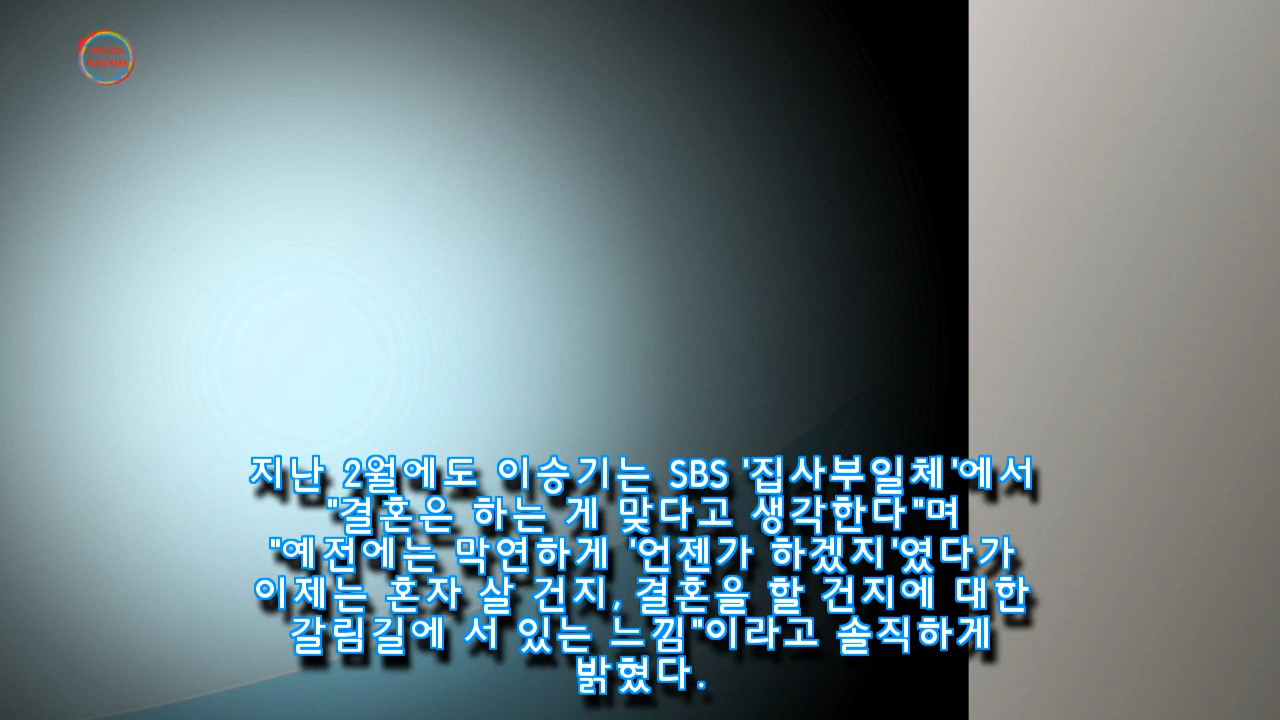 지난 2월에도 이승기는 SBS '집사부일체'에서
"결혼은 하는 게 맞다고 생각한다"며
"예전에는 막연하게 '언젠가 하겠지'였다가
이제는 혼자 살 건지, 결혼을 할 건지에 대한
갈림길에 서 있는 느낌"이라고 솔직하게
밝혔다.